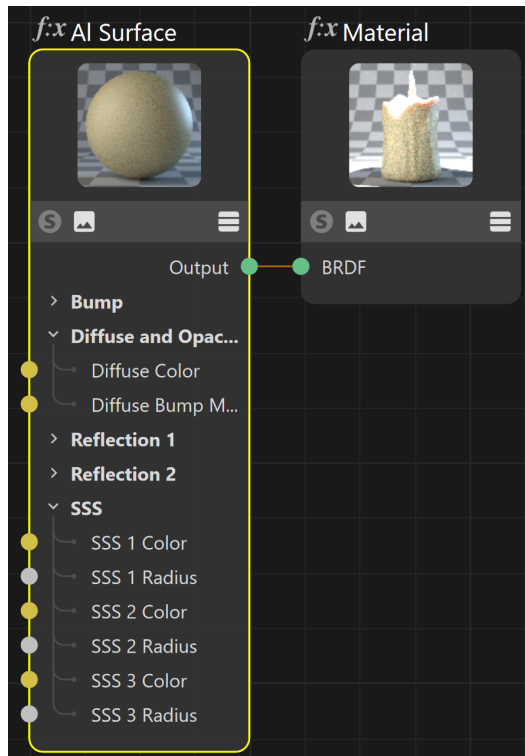 f:x Al Surface
f:x Material
S
S
Output
BRDF
Bump
Diffuse and Opac...
Diffuse Color
Diffuse Bump M...
Reflection 1
Reflection 2
SSS
SSS 1 Color
SSS 1 Radius
SSS 2 Color
SSS 2 Radius
SSS 3 Color
SSS 3 Radius